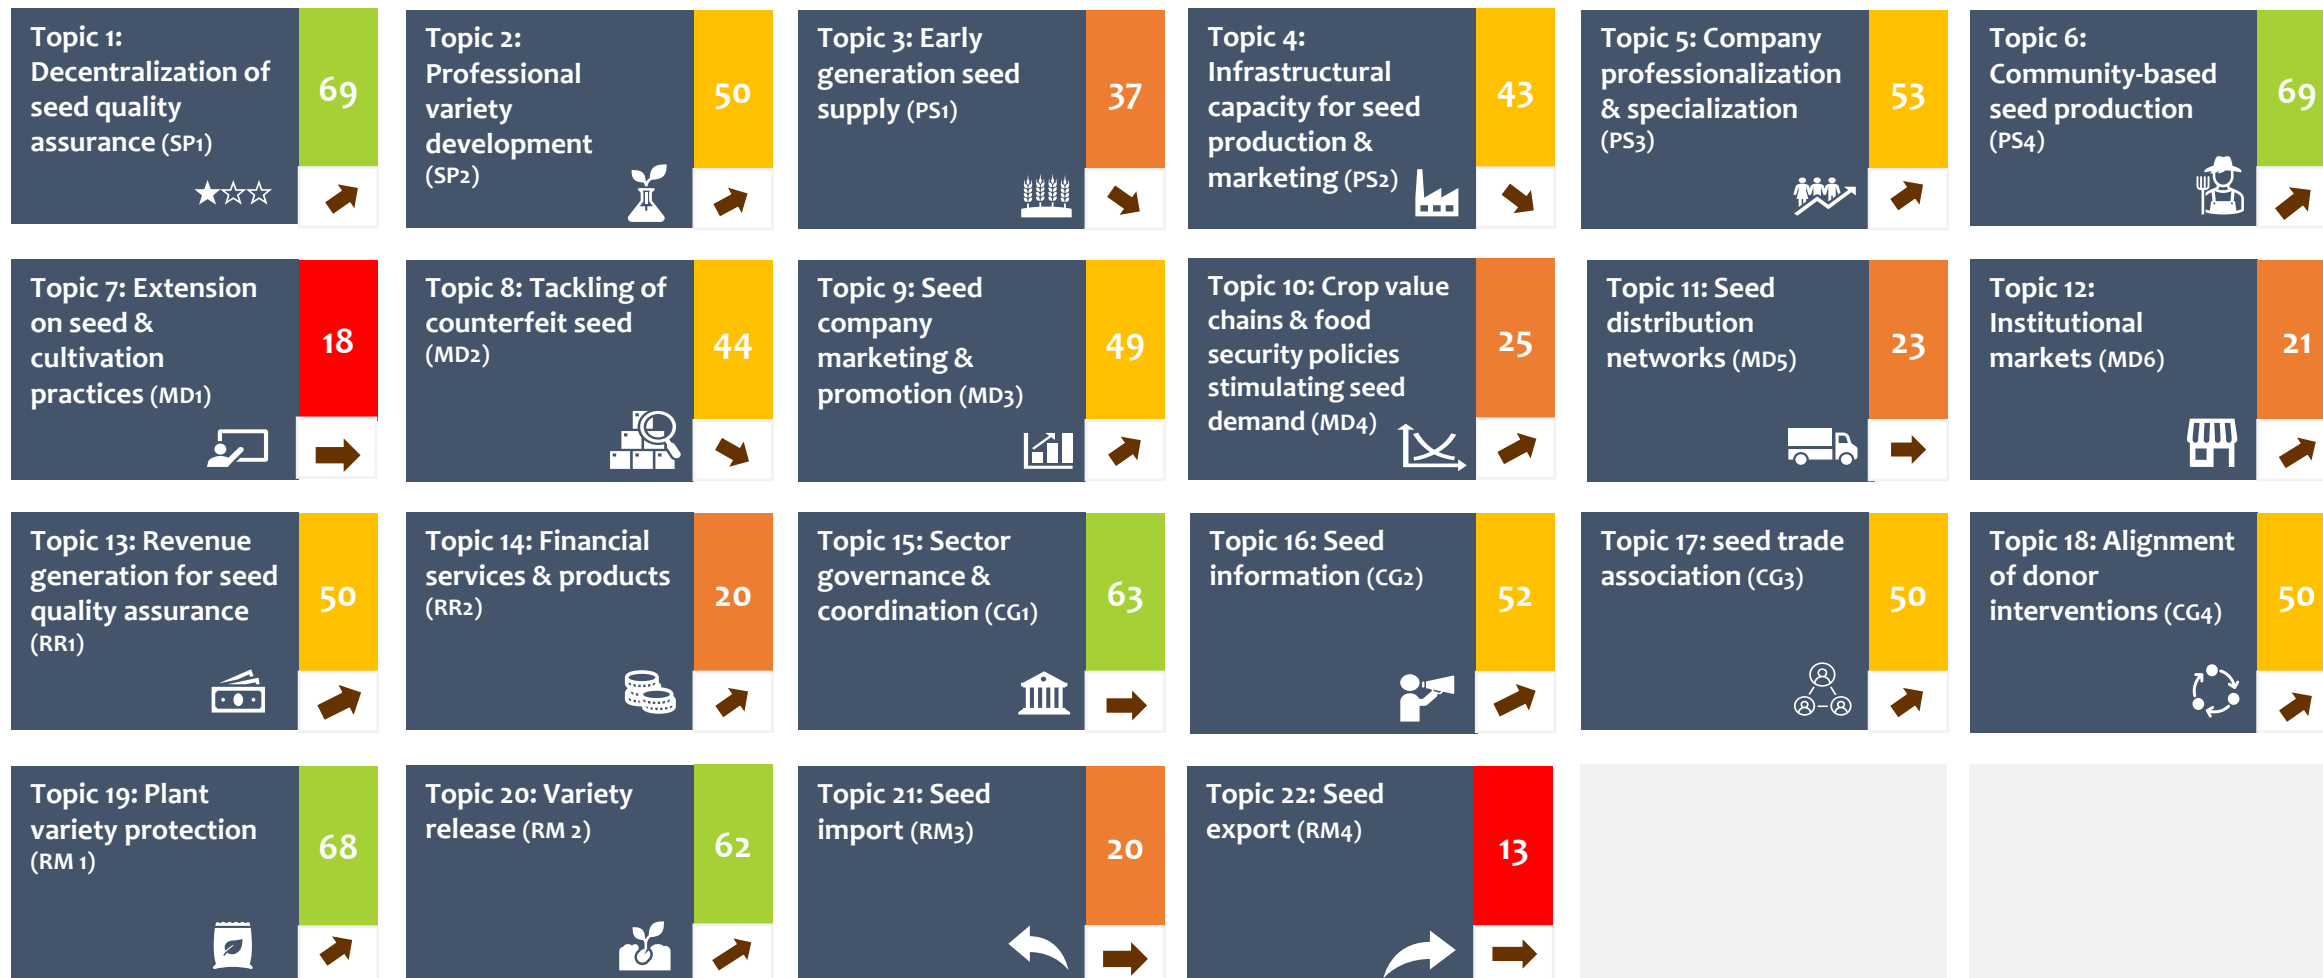 Topic 1:
Decentralization of
seed quality
assurance (SP1)
69
Topic 2:
Professional
variety
development
(SP2)
50
Topic 3: Early
generation seed
supply (PS1)
37
Topic 4:
Infrastructural
capacity for seed
production &
marketing (PS2)
43
Topic 5: Company
professionalization
& specialization
(PS3)
53
Topic 6:
Community-based
seed production
(PS4)
69
Topic 7: Extension
on seed &
cultivation
practices (MD1)
18
Topic 8: Tackling of
counterfeit seed
(MD2)
44
Topic 9: Seed
company
marketing &
promotion (MD3)
49
Topic 10: Crop value
chains & food
security policies
stimulating seed
demand (MD4)
25
Topic 11: Seed
distribution
networks (MD5)
23
Topic 12:
Institutional
markets (MD6)
21
Topic 13: Revenue
generation for seed
quality assurance
(RR1)
50
Topic 14: Financial
services & products
(RR2)
20
Topic 15: Sector
governance &
coordination (CG1)
63
Topic 16: Seed
information (CG2)
52
Topic 17: seed trade
association (CG3)
50
Topic 18: Alignment
of donor
interventions (CG4)
50
Topic 19: Plant
variety protection
(RM 1)
68
Topic 20: Variety
release (RM 2)
62
Topic 21: Seed
import (RM3)
20
Topic 22: Seed
export (RM4)
13